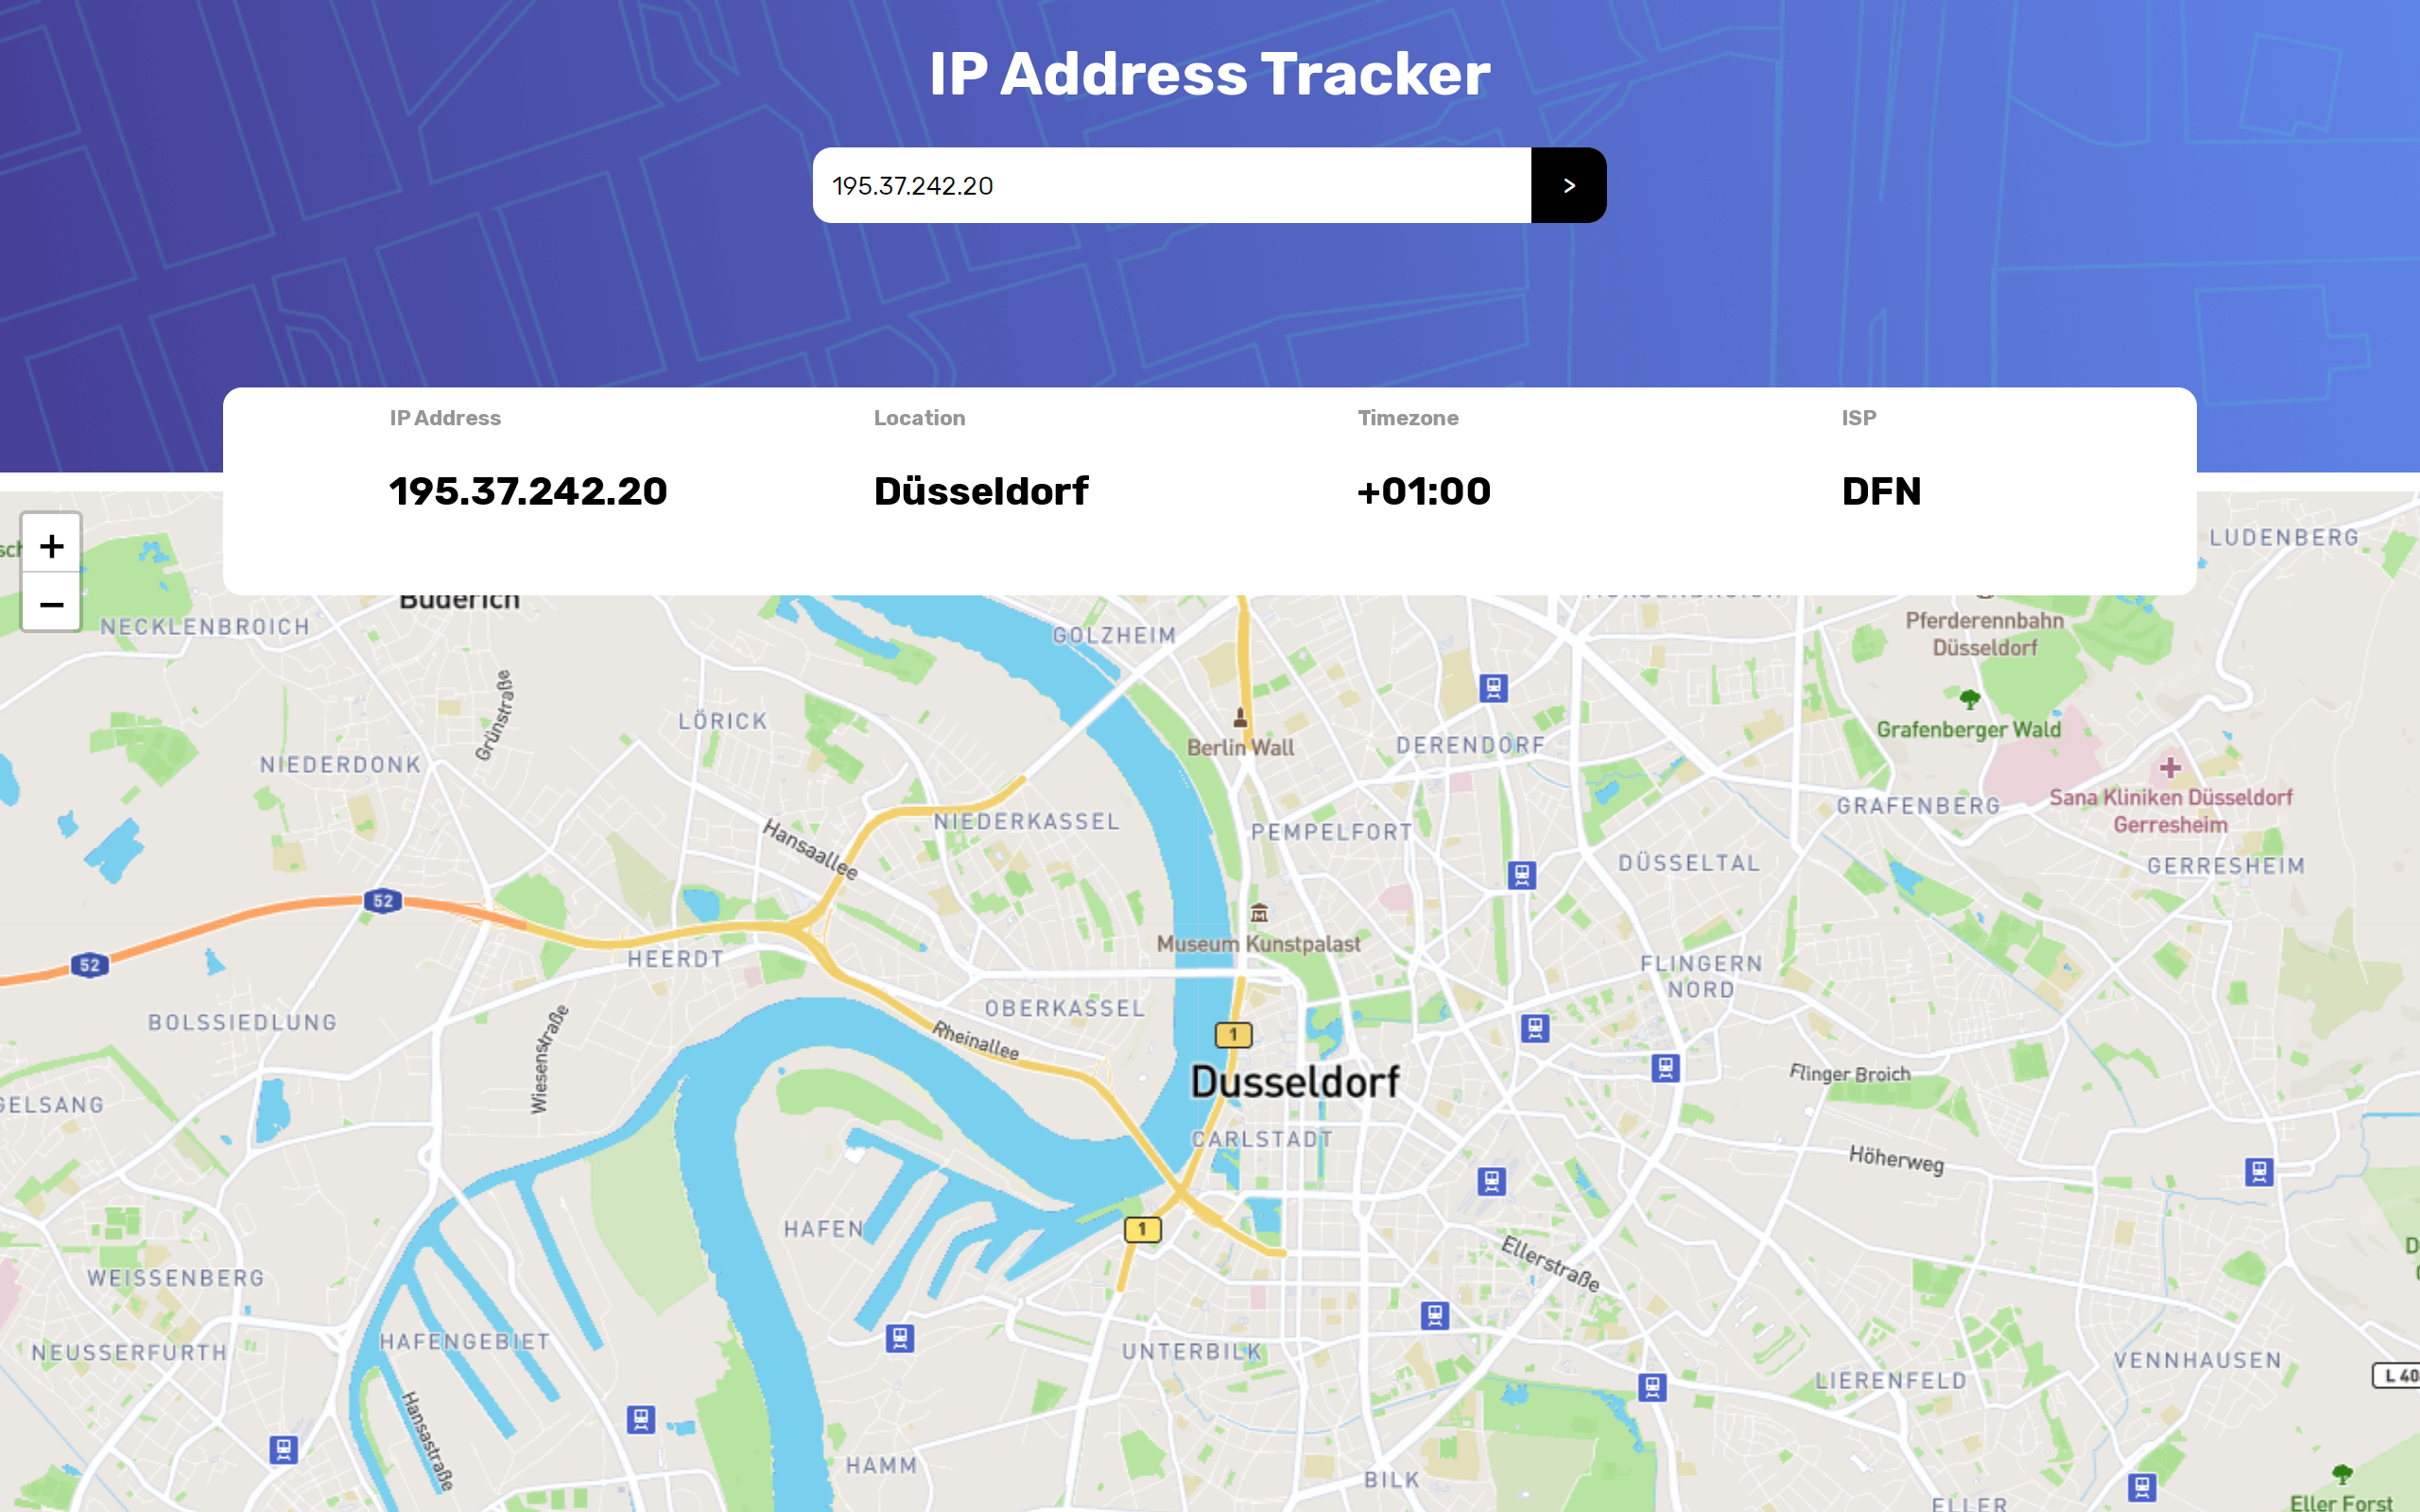 IP Address Tracker
195.37.242.20
>
IP Address
Location
Timezone
ISP
195.37.242.20
Düsseldorf
+01:00
DFN
+
−
LUDENBERG
Büderich
NECKLENBROICH
GOLZHEIM
Pferderennbahn
Düsseldorf
Grünstraße
LÖRICK
Grafenberger Wald
Berlin Wall
DERENDORF
NIEDERDONK
Sana Kliniken Düsseldorf
Gerresheim
GRAFENBERG
NIEDERKASSEL
PEMPELFORT
Hansaallee
DÜSSELTAL
GERRESHEIM
52
Museum Kunstpalast
HEERDT
52
FLINGERN
NORD
OBERKASSEL
BOLSSIEDLUNG
1
Rheinallee
Wiesenstraße
Dusseldorf
Flinger Broich
GELSANG
CARLSTADT
Höherweg
HAFEN
1
Ellerstraße
WEISSENBERG
HAFENGEBIET
NEUSSERFURTH
UNTERBILK
VENNHAUSEN
L 40
LIERENFELD
Hansastraße
HAMM
BILK
ELLER
Eller Forst